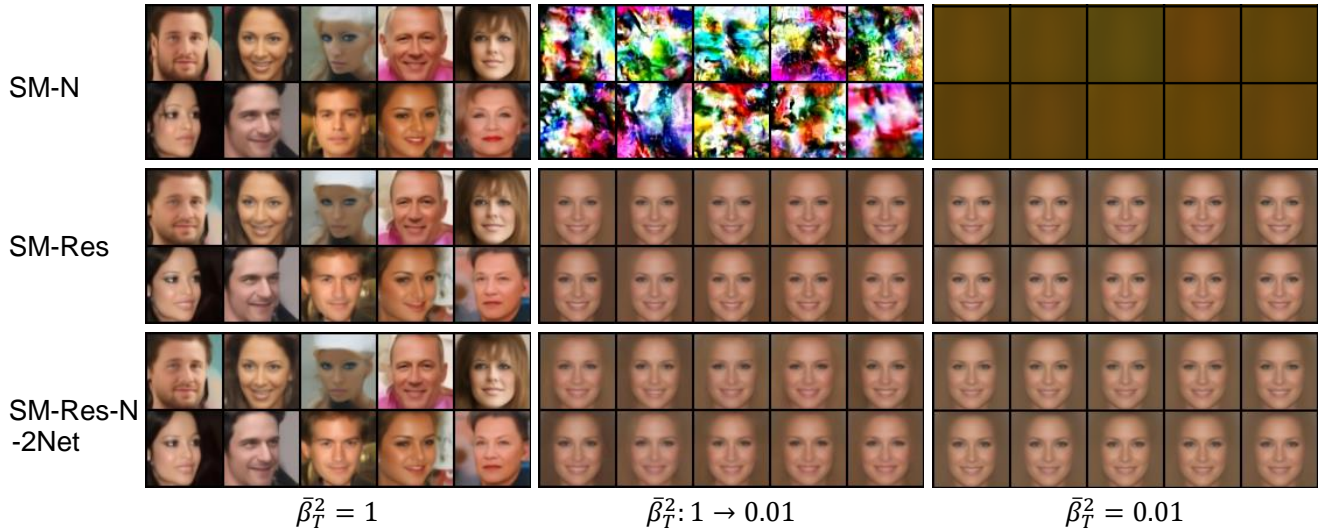 SM-N
SM-Res
SM-Res-N
-2Net
β̄²_T = 1
β̄²_T: 1 → 0.01
β̄²_T = 0.01